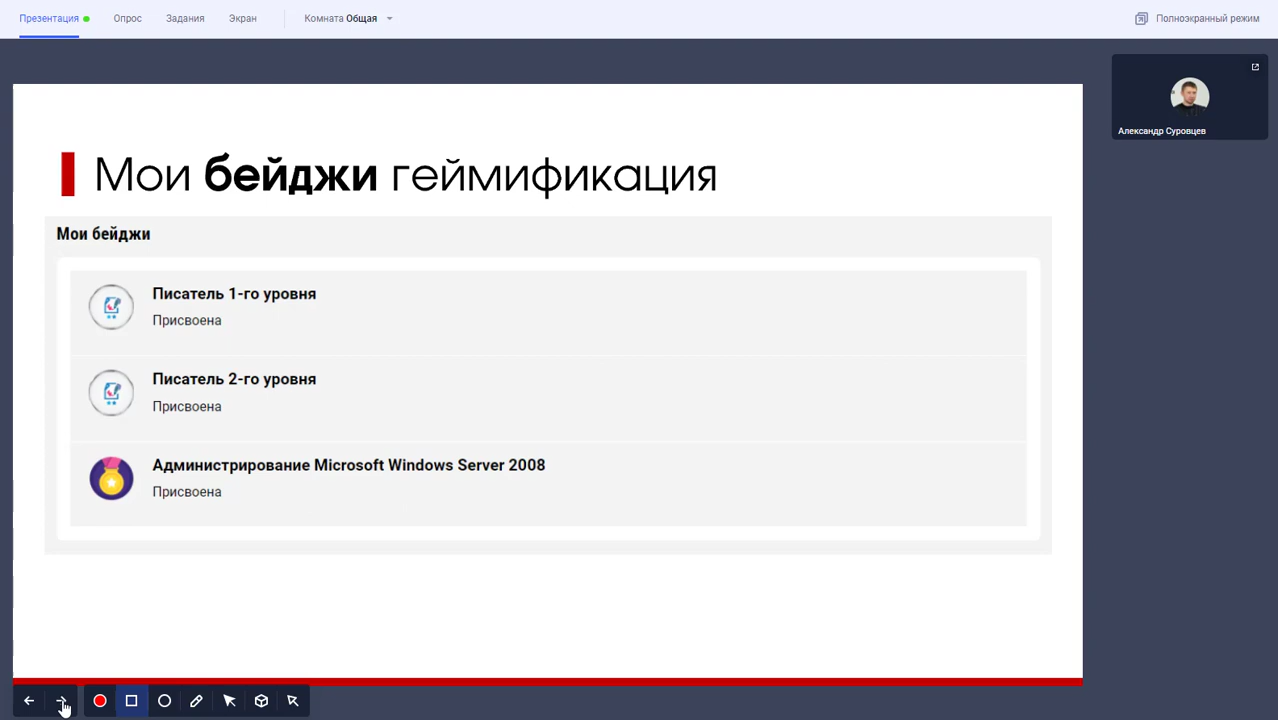 Презентация
Опрос
Задания
Экран
Комната Общая
Полноэкранный режим
Александр Суровцев
Мои бейджи геймификация
Мои бейджи
Писатель 1-го уровня
Присвоена
Писатель 2-го уровня
Присвоена
Администрирование Microsoft Windows Server 2008
Присвоена